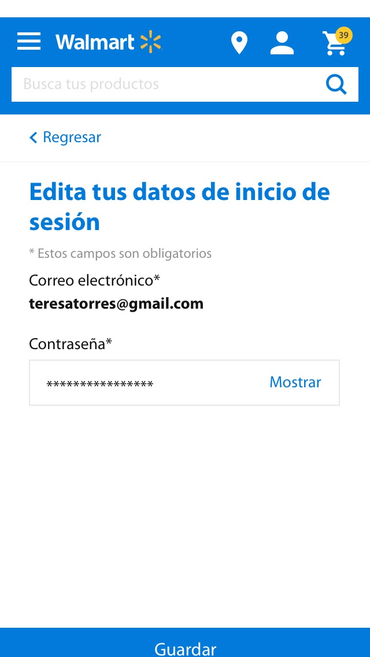 Walmart
39
Busca tus productos
Regresar
Edita tus datos de inicio de
sesión
* Estos campos son obligatorios
Correo electrónico*
teresatorres@gmail.com
Contraseña*
**************** Mostrar
Guardar